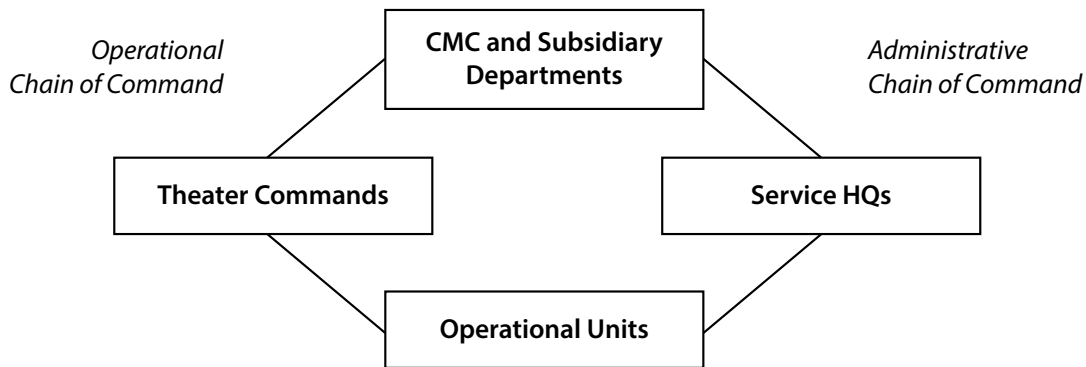 Operational
Chain of Command
CMC and Subsidiary
Departments
Administrative
Chain of Command
Theater Commands
Service HQs
Operational Units